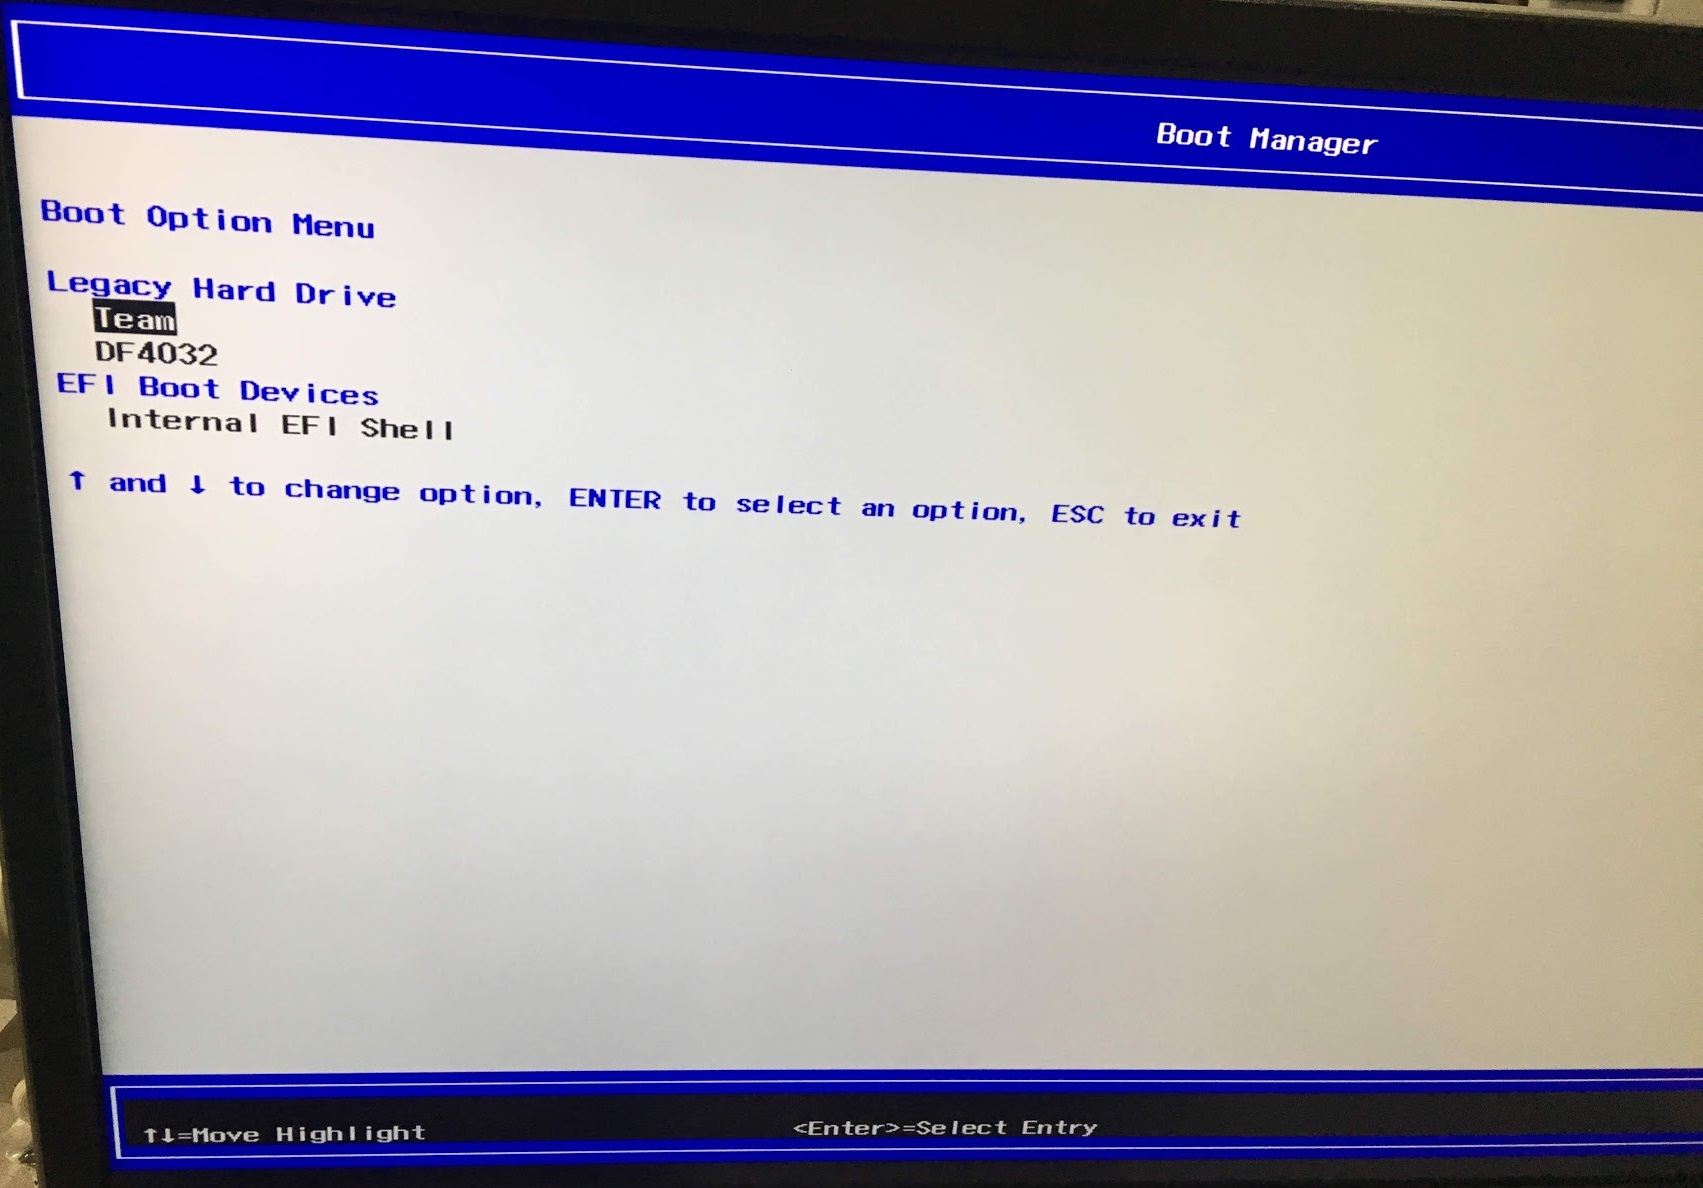 Boot Manager
Boot Option Menu
Legacy Hard Drive
Team
DF4032
EFI Boot Devices
Internal EFI Shell
↑ and ↓ to change option, ENTER to select an option, ESC to exit
↑↓=Move Highlight <Enter>=Select Entry